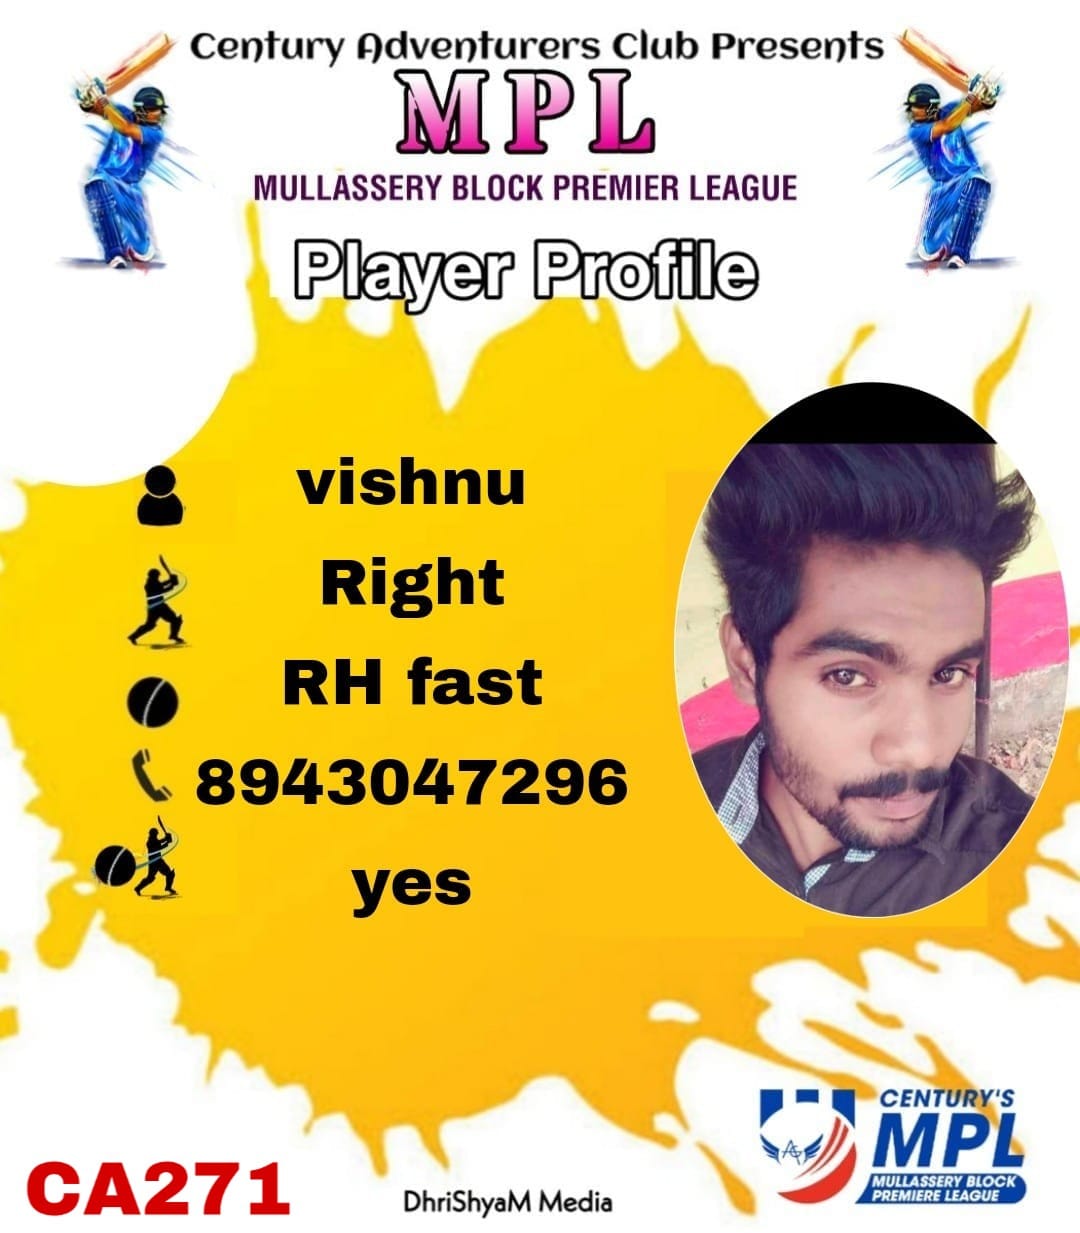 Century Adventurers Club Presents
MPL
MULLASSERY BLOCK PREMIER LEAGUE
Player Profile
vishnu
Right
RH fast
8943047296
yes
CENTURY'S
MPL
MULLASSERY BLOCK
PREMIERE LEAGUE
CA271
DhriShyaM Media